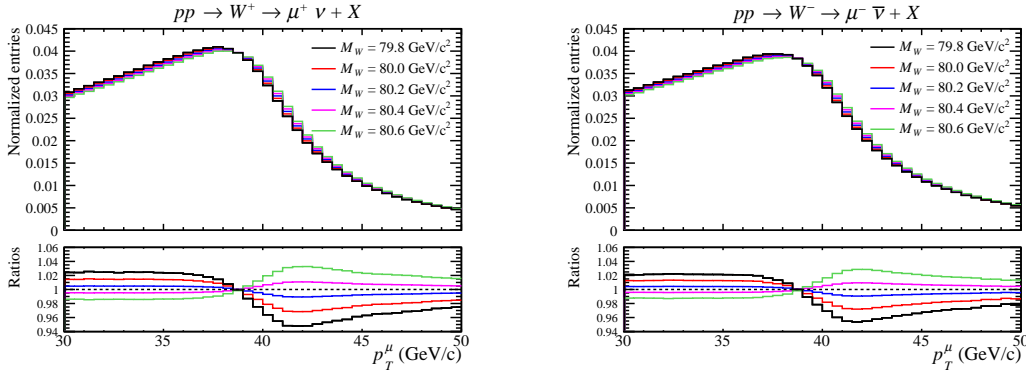 pp → W⁺ → μ⁺ ν + X
Normalized entries
0.045
0.04
0.035
0.03
0.025
0.02
0.015
0.01
0.005
0
M_W = 79.8 GeV/c²
M_W = 80.0 GeV/c²
M_W = 80.2 GeV/c²
M_W = 80.4 GeV/c²
M_W = 80.6 GeV/c²
Ratios
1.06
1.04
1.02
1
0.98
0.96
0.94
30 35 40 45 50
p_T^μ (GeV/c)
pp → W⁻ → μ⁻ ν̅ + X
Normalized entries
0.045
0.04
0.035
0.03
0.025
0.02
0.015
0.01
0.005
0
M_W = 79.8 GeV/c²
M_W = 80.0 GeV/c²
M_W = 80.2 GeV/c²
M_W = 80.4 GeV/c²
M_W = 80.6 GeV/c²
Ratios
1.06
1.04
1.02
1
0.98
0.96
0.94
30 35 40 45 50
p_T^μ (GeV/c)